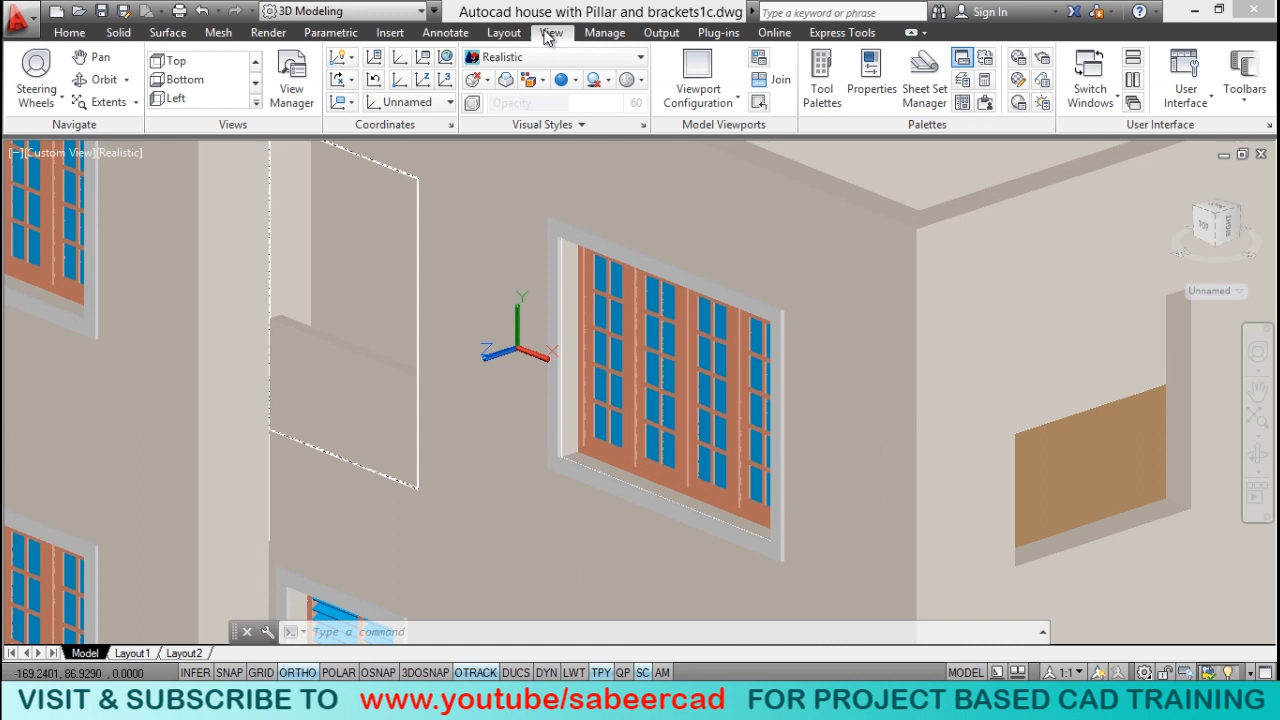 3D Modeling
Autocad house with Pillar and brackets1c.dwg
Type a keyword or phrase
Sign In
Home Solid Surface Mesh Render Parametric Insert Annotate Layout View Manage Output Plug-ins Online Express Tools
Pan
Orbit
Extents
Steering Wheels
Top
Bottom
Left
View Manager
Unnamed
Realistic
Opacity
60
Viewport Configuration
Join
Tool Palettes
Properties
Sheet Set Manager
Switch Windows
User Interface
Toolbars
Navigate Views Coordinates Visual Styles Model Viewports Palettes User Interface
[−][Custom View][Realistic]
TOP
RIGHT
Unnamed
Y
Z
X
Type a command
Model Layout1 Layout2
-169.2401, 86.9290, 0.0000
INFER SNAP GRID ORTHO POLAR OSNAP 3DOSNAP OTRACK DUCS DYN LWT TPY QP SC AM
MODEL
1:1
VISIT & SUBSCRIBE TO www.youtube/sabeercad FOR PROJECT BASED CAD TRAINING